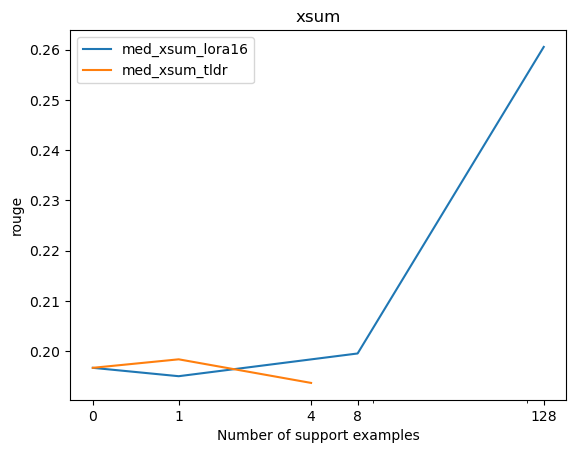 xsum
med_xsum_lora16
med_xsum_tldr
0.26
0.25
0.24
0.23
0.22
0.21
0.20
rouge
0 1 4 8 128
Number of support examples